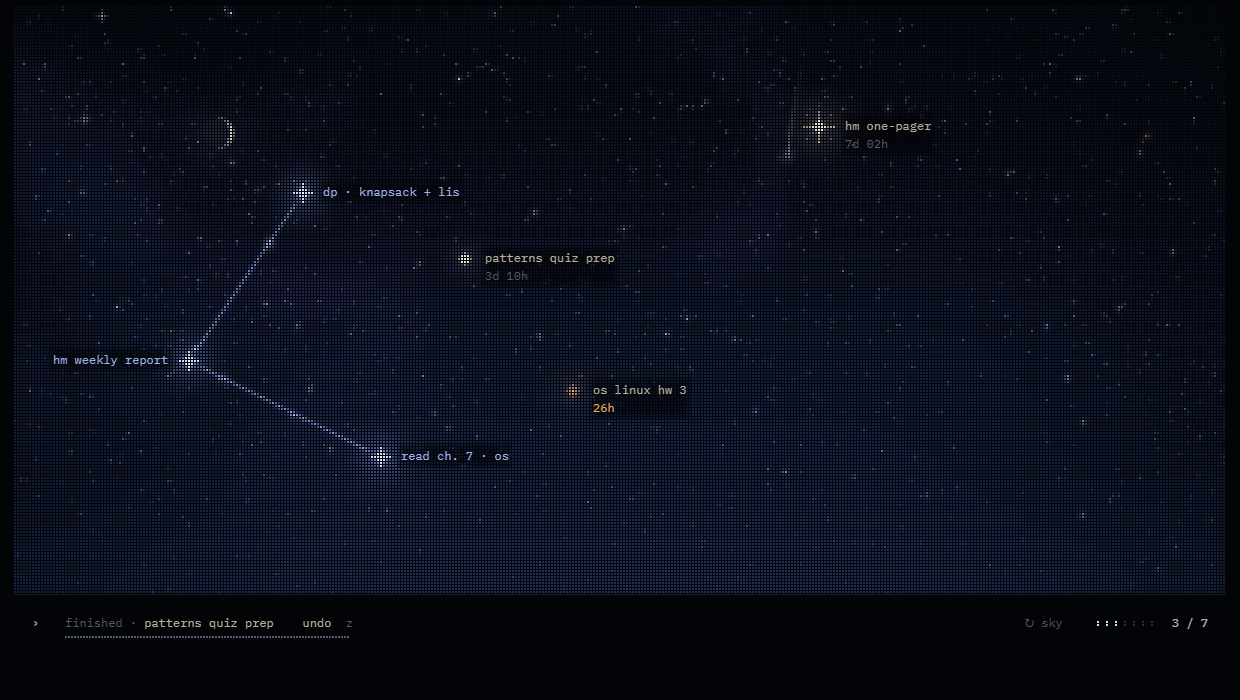 hm one-pager
7d 02h
dp · knapsack + lis
patterns quiz prep
3d 10h
hm weekly report
os linux hw 3
26h
read ch. 7 · os
› finished · patterns quiz prep undo z
↻ sky 3 / 7